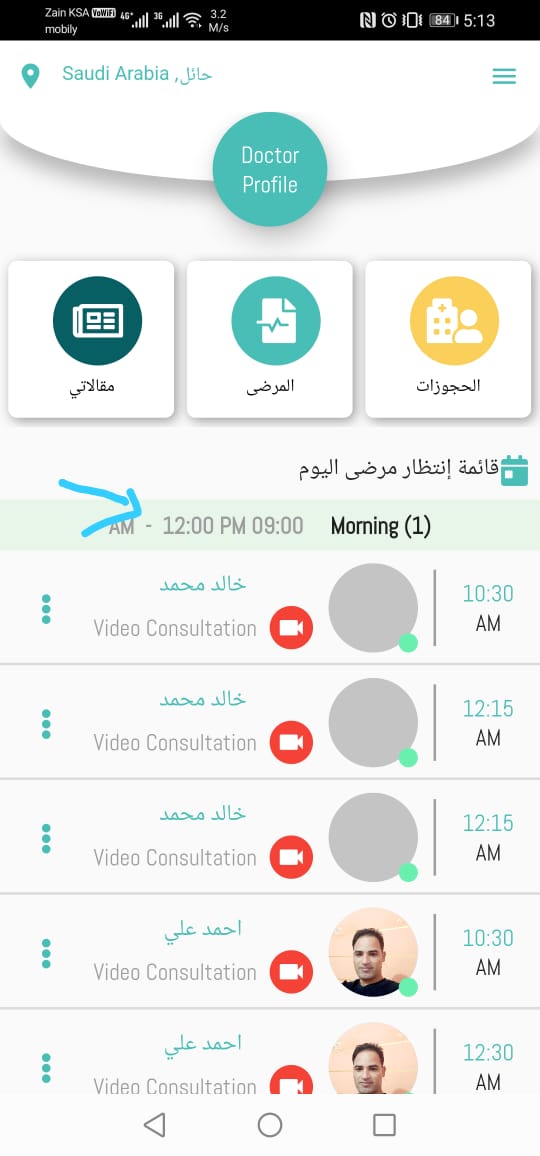 Zain KSA VoWiFi 4G+ 3G 3.2 84 5:13
mobily M/s
Saudi Arabia ,حائل
Doctor
Profile
الحجوزات
المرضى
مقالاتي
قائمة إنتظار مرضى اليوم
AM - 12:00 PM 09:00 Morning (1)
خالد محمد
10:30
Video Consultation
AM
خالد محمد
12:15
Video Consultation
AM
خالد محمد
12:15
Video Consultation
AM
احمد علي
10:30
Video Consultation
AM
احمد علي
12:30
Video Consultation
AM